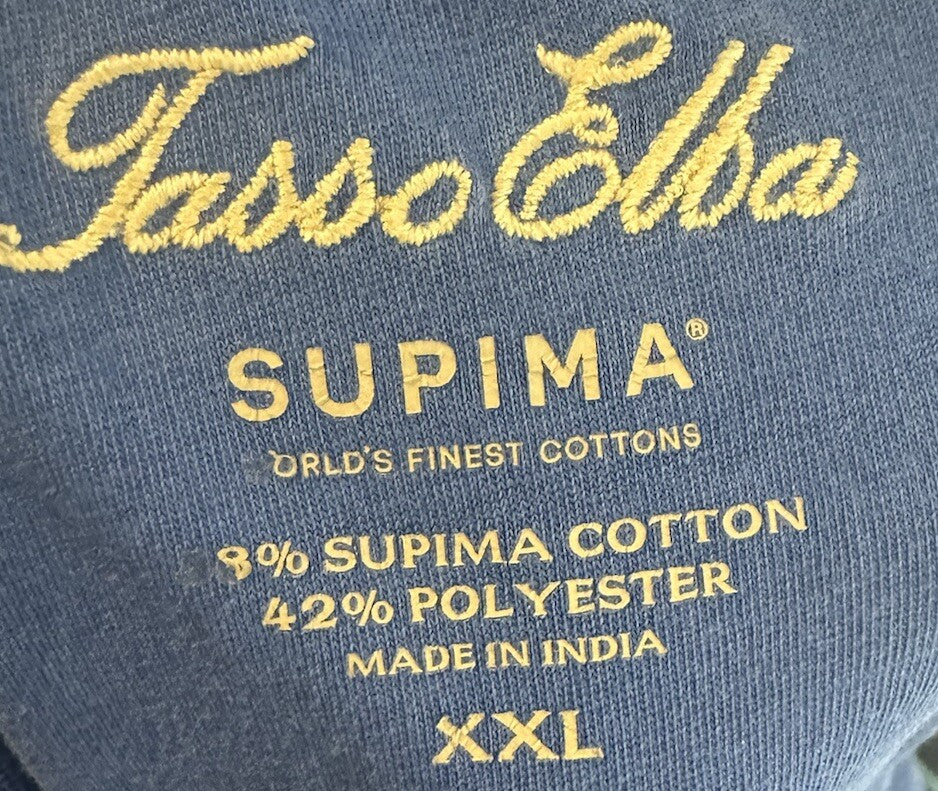 Tasso Elba
SUPIMA®
ORLD'S FINEST COTTONS
8% SUPIMA COTTON
42% POLYESTER
MADE IN INDIA
XXL